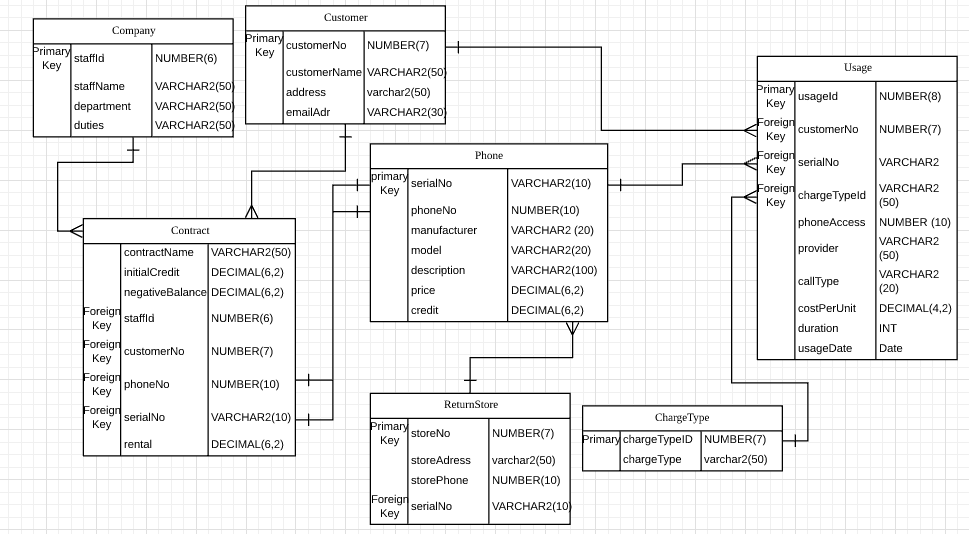 Company
Primary
Key
staffId
NUMBER(6)
staffName
VARCHAR2(50)
department
VARCHAR2(50)
duties
VARCHAR2(50)
Customer
Primary
Key
customerNo
NUMBER(7)
customerName
VARCHAR2(50)
address
varchar2(50)
emailAdr
VARCHAR2(30)
Usage
Primary
Key
usageId
NUMBER(8)
Foreign
Key
customerNo
NUMBER(7)
Foreign
Key
serialNo
VARCHAR2
Foreign
Key
chargeTypeId
VARCHAR2
(50)
phoneAccess
NUMBER (10)
provider
VARCHAR2
(50)
callType
VARCHAR2
(20)
costPerUnit
DECIMAL(4,2)
duration
INT
usageDate
Date
Phone
primary
Key
serialNo
VARCHAR2(10)
phoneNo
NUMBER(10)
manufacturer
VARCHAR2 (20)
model
VARCHAR2(20)
description
VARCHAR2(100)
price
DECIMAL(6,2)
credit
DECIMAL(6,2)
Contract
contractName
VARCHAR2(50)
initialCredit
DECIMAL(6,2)
negativeBalance
DECIMAL(6,2)
Foreign
Key
staffId
NUMBER(6)
Foreign
Key
customerNo
NUMBER(7)
Foreign
Key
phoneNo
NUMBER(10)
Foreign
Key
serialNo
VARCHAR2(10)
rental
DECIMAL(6,2)
ReturnStore
Primary
Key
storeNo
NUMBER(7)
storeAdress
varchar2(50)
storePhone
NUMBER(10)
Foreign
Key
serialNo
VARCHAR2(10)
ChargeType
Primary
chargeTypeID
NUMBER(7)
chargeType
varchar2(50)